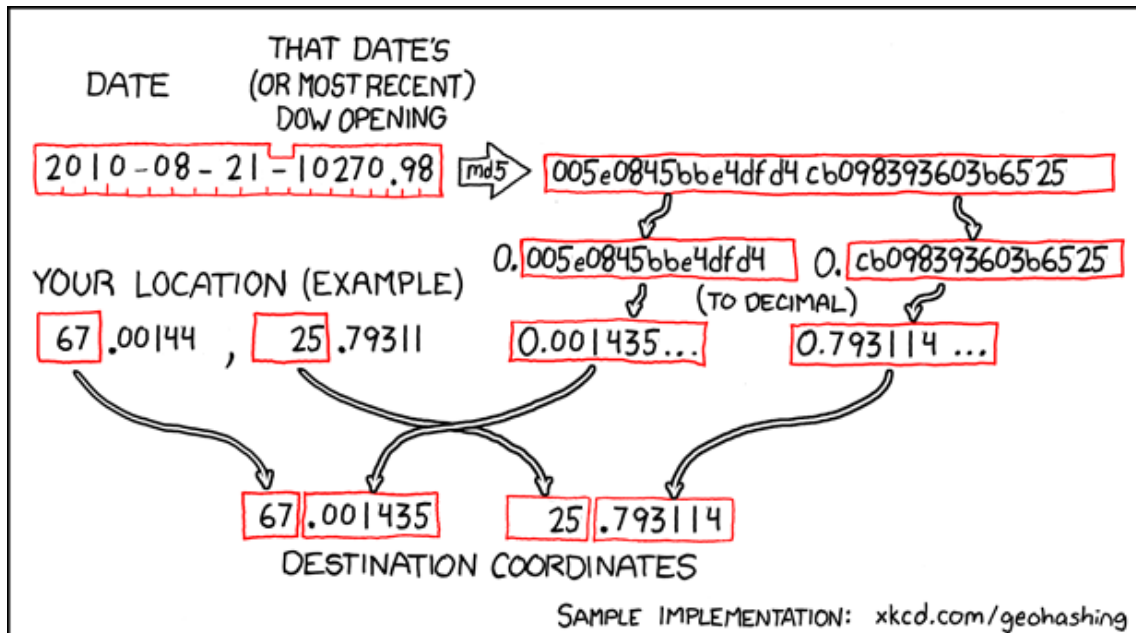 DATE
THAT DATE'S
(OR MOST RECENT)
DOW OPENING
2010-08-21-10270.98
md5
005e0845bbe4dfd4cb098393603b6525
0.005e0845bbe4dfd4
0.cb098393603b6525
YOUR LOCATION (EXAMPLE)
(TO DECIMAL)
67.00144, 25.79311
0.001435...
0.793114...
67.001435
25.793114
DESTINATION COORDINATES
SAMPLE IMPLEMENTATION: xkcd.com/geohashing